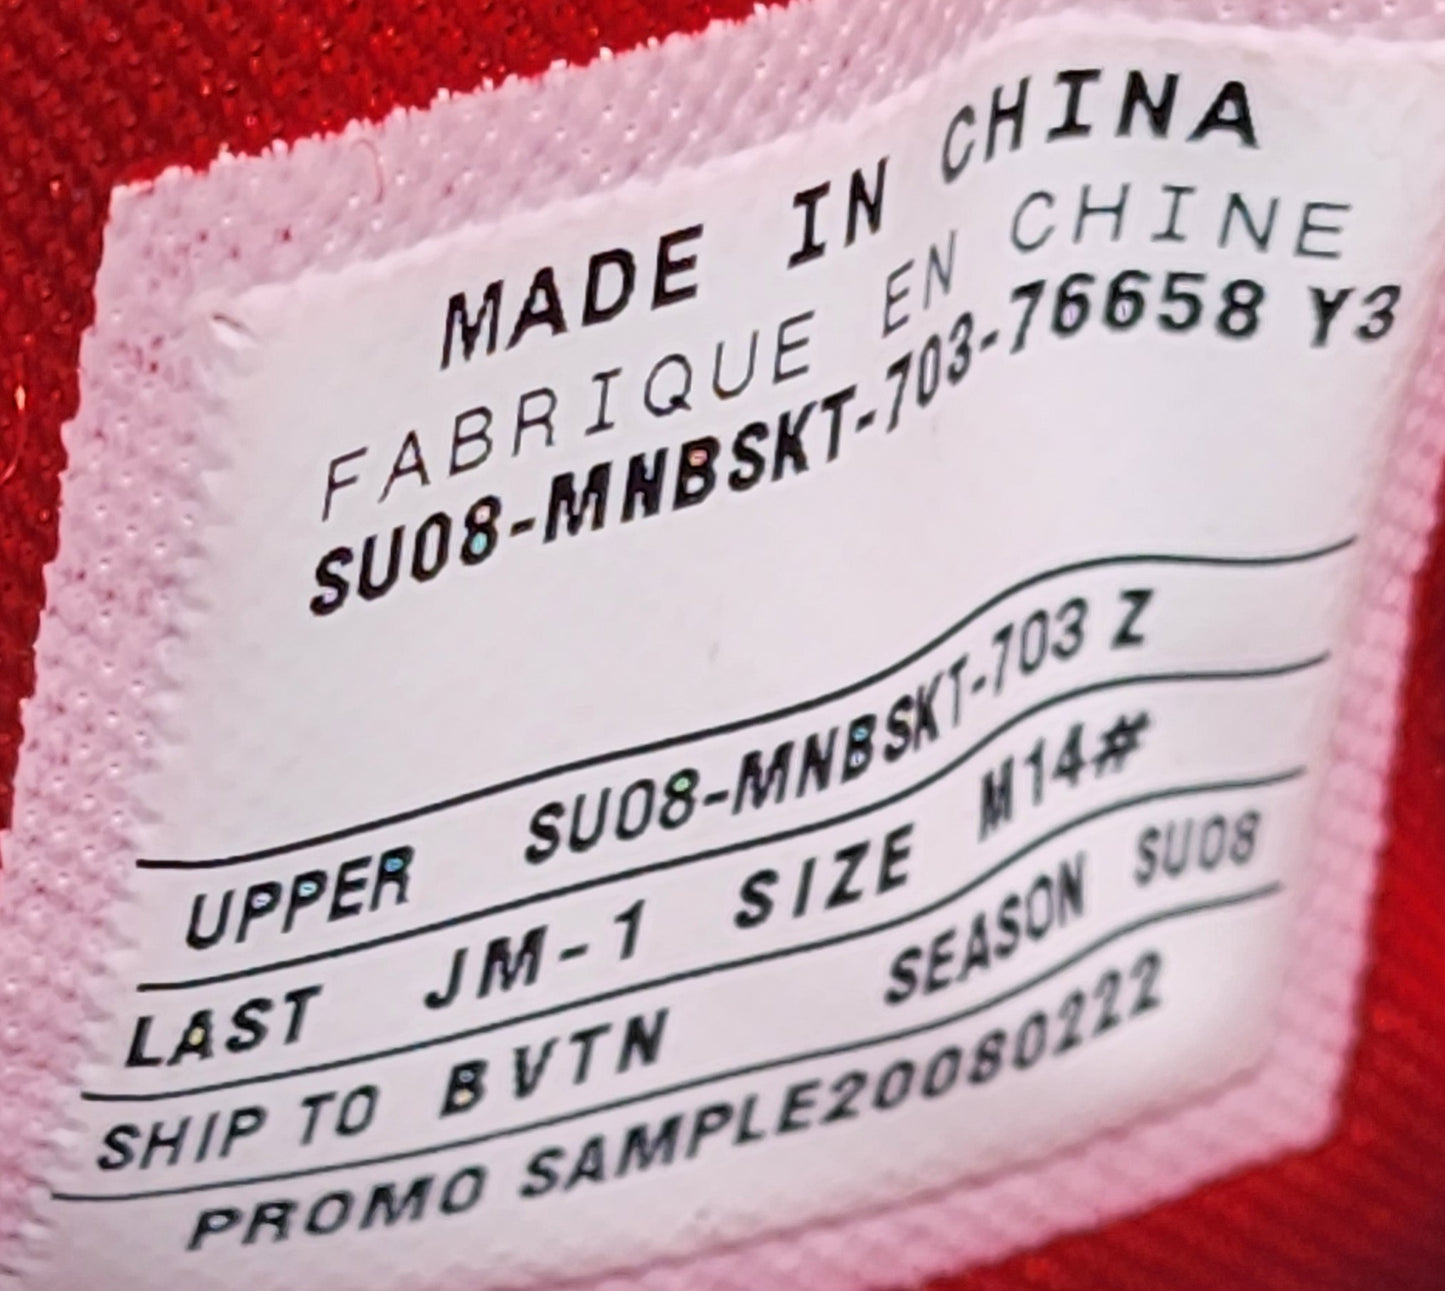 MADE IN CHINA
FABRIQUE EN CHINE
SU08-MNBSKT-703-76658 Y3
UPPER SU08-MNBSKT-703 Z
LAST JM-1 SIZE M14#
SHIP TO BVTN SEASON SU08
PROMO SAMPLE20080222